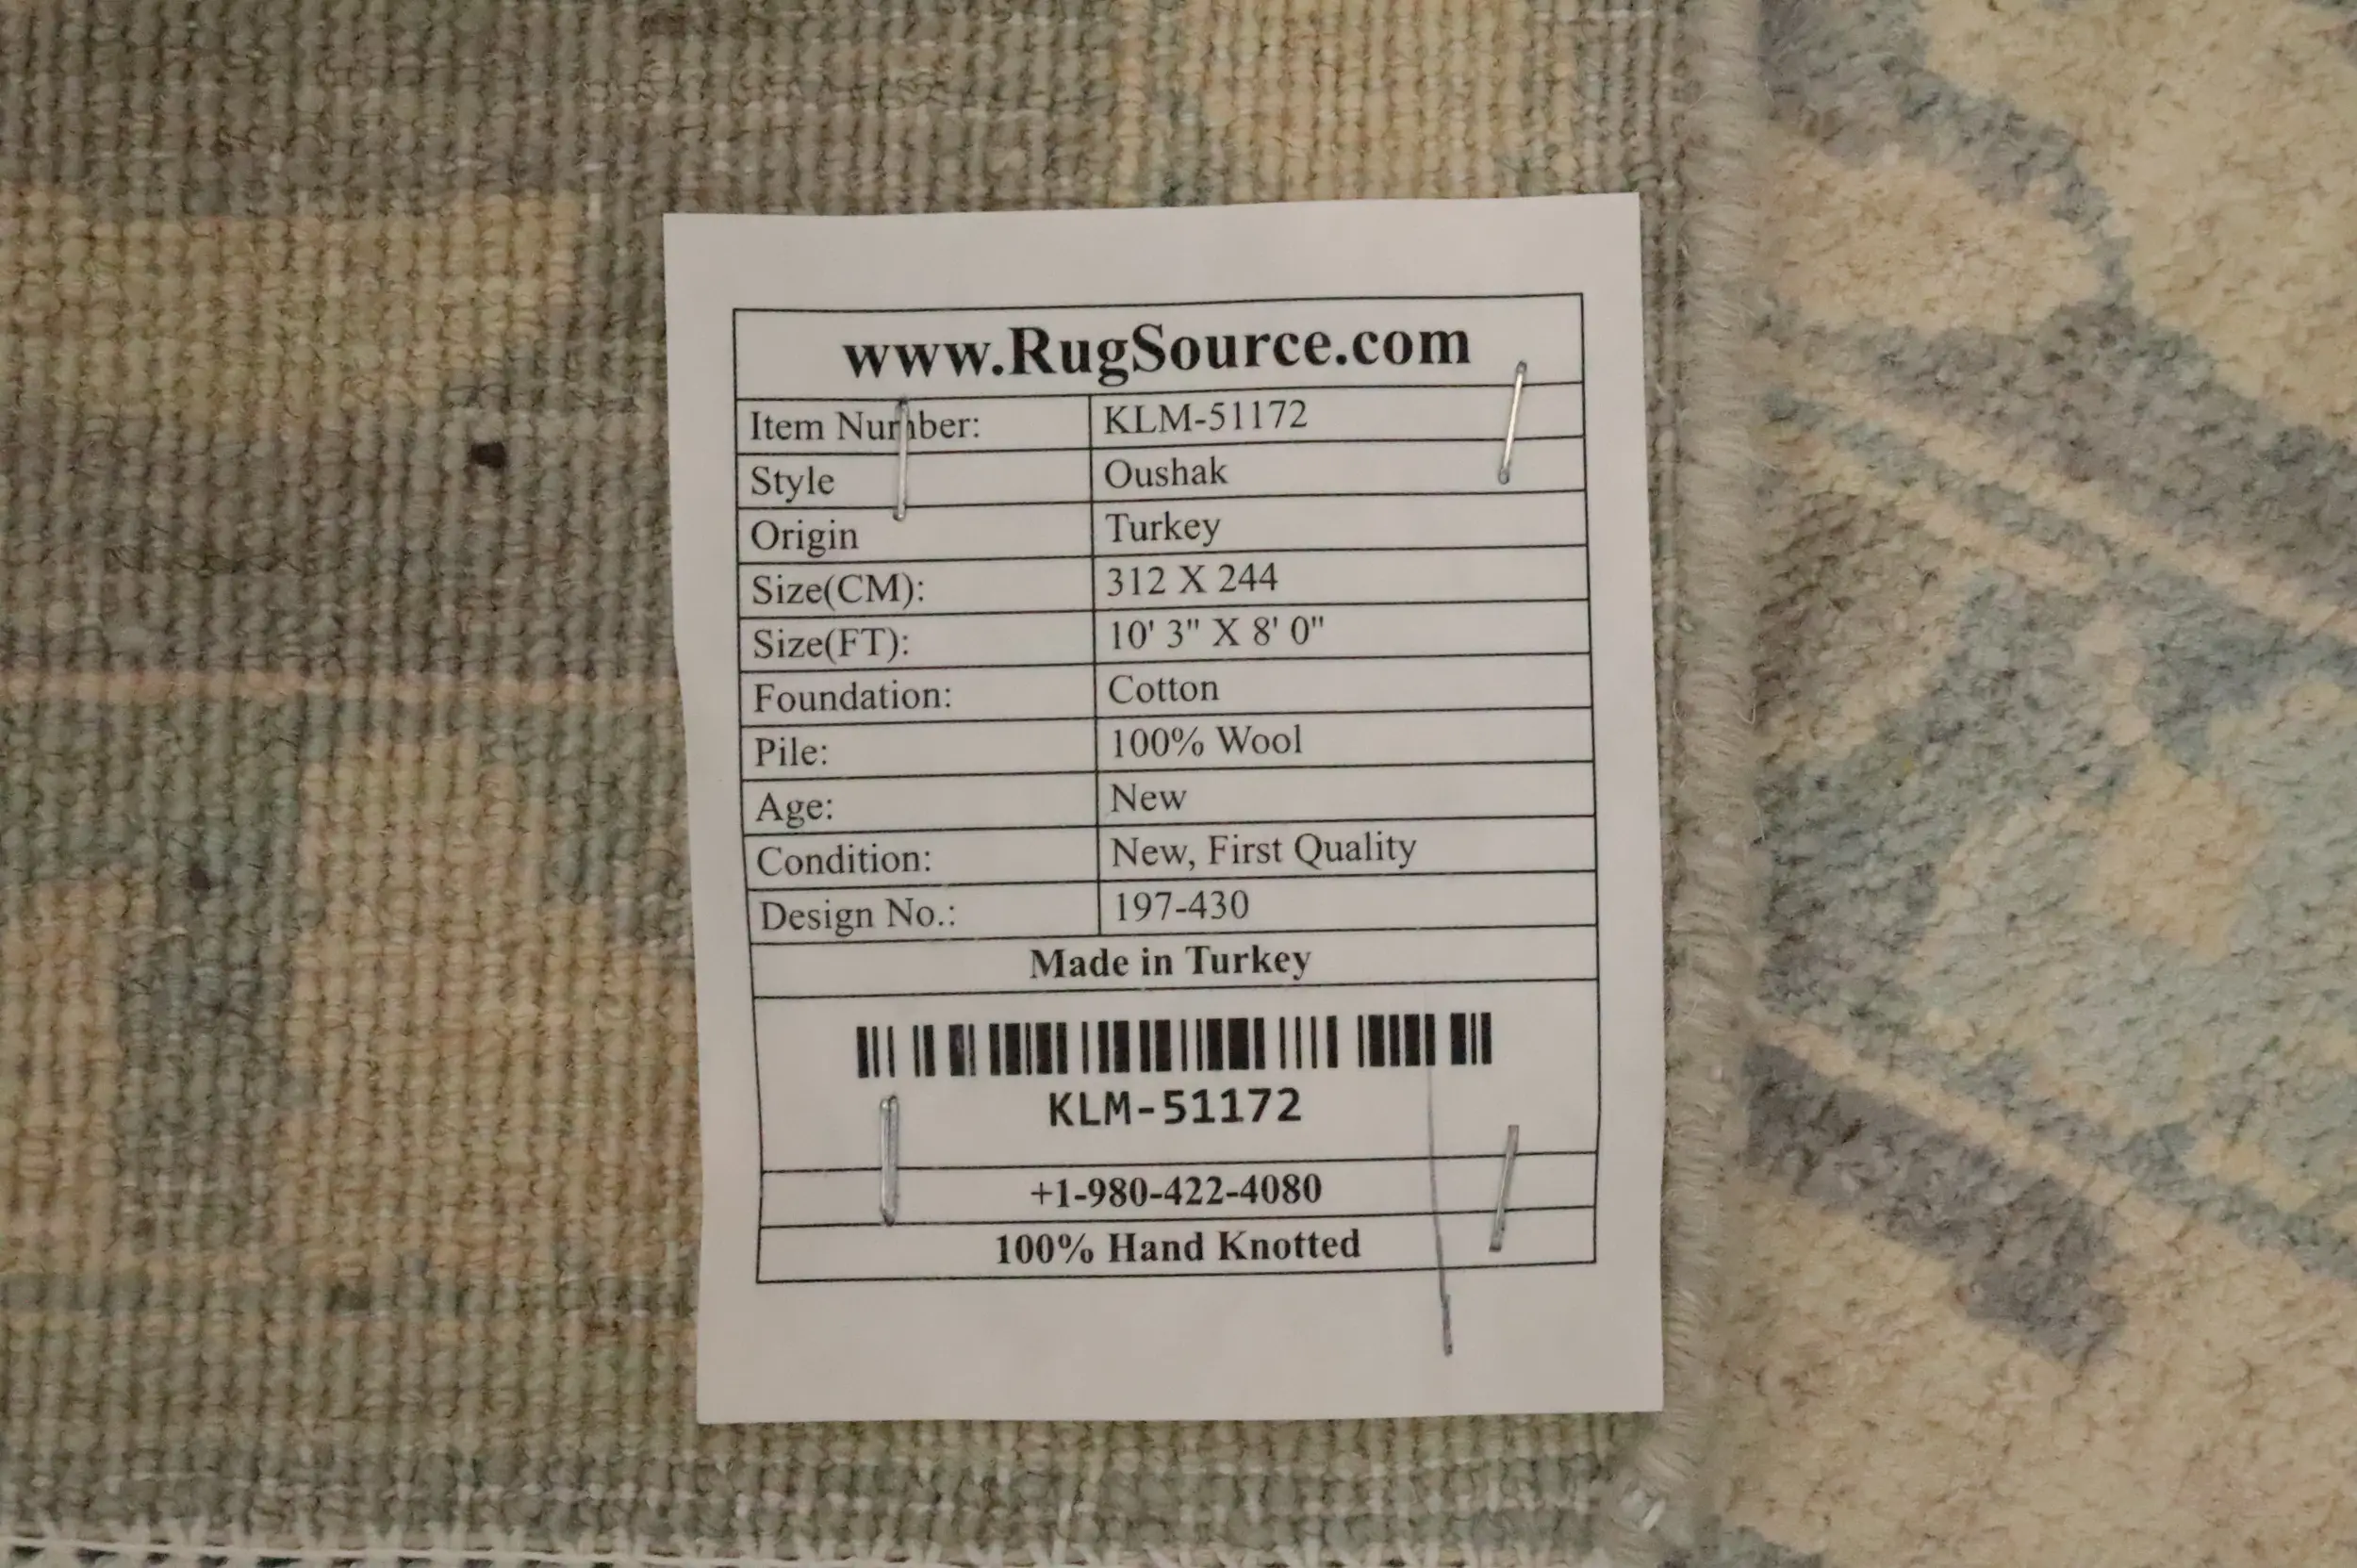 www.RugSource.com
Item Number: KLM-51172
Style Oushak
Origin Turkey
Size(CM): 312 X 244
Size(FT): 10' 3" X 8' 0"
Foundation: Cotton
Pile: 100% Wool
Age: New
Condition: New, First Quality
Design No.: 197-430
Made in Turkey
KLM-51172
+1-980-422-4080
100% Hand Knotted